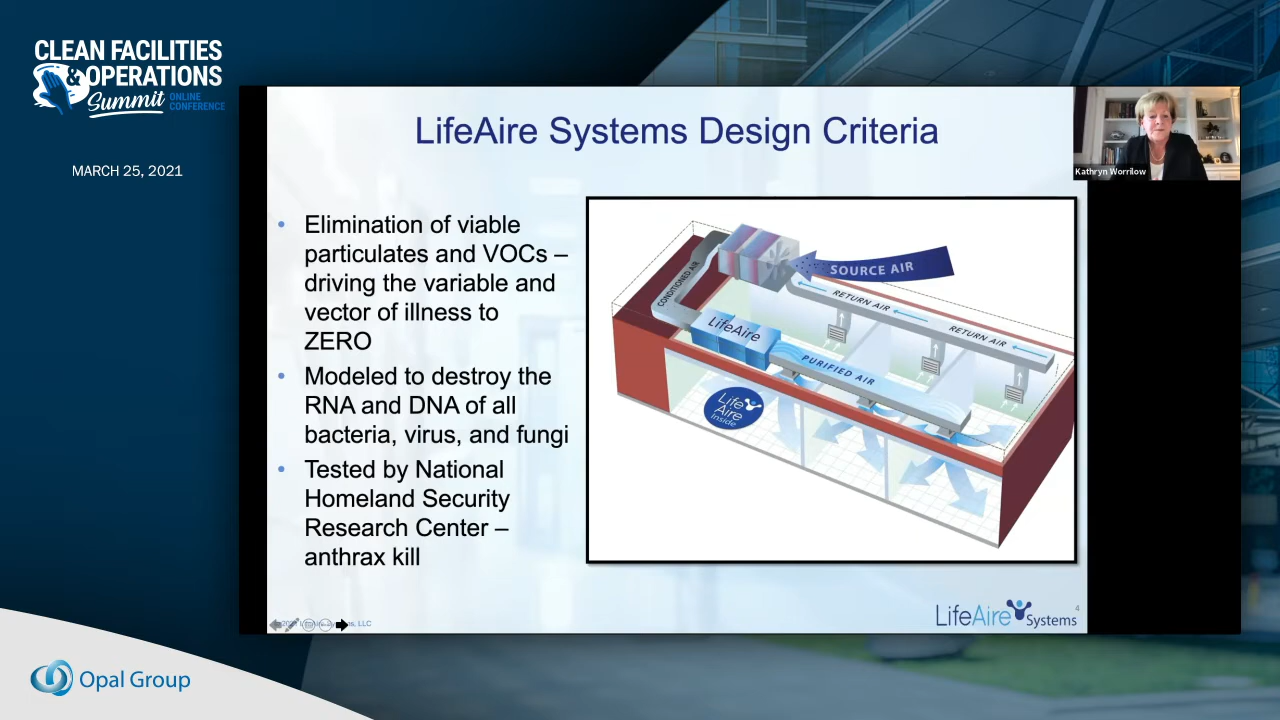 CLEAN FACILITIES
& OPERATIONS
Summit ONLINE
CONFERENCE
MARCH 25, 2021
LifeAire Systems Design Criteria
Kathryn Worrilow
• Elimination of viable
particulates and VOCs –
driving the variable and
vector of illness to
ZERO
• Modeled to destroy the
RNA and DNA of all
bacteria, virus, and fungi
• Tested by National
Homeland Security
Research Center –
anthrax kill
SOURCE AIR
CONDITIONED AIR
RETURN AIR
RETURN AIR
LifeAire
PURIFIED AIR
Life
Aire
Inside
LLC
LifeAire Systems
4
Opal Group